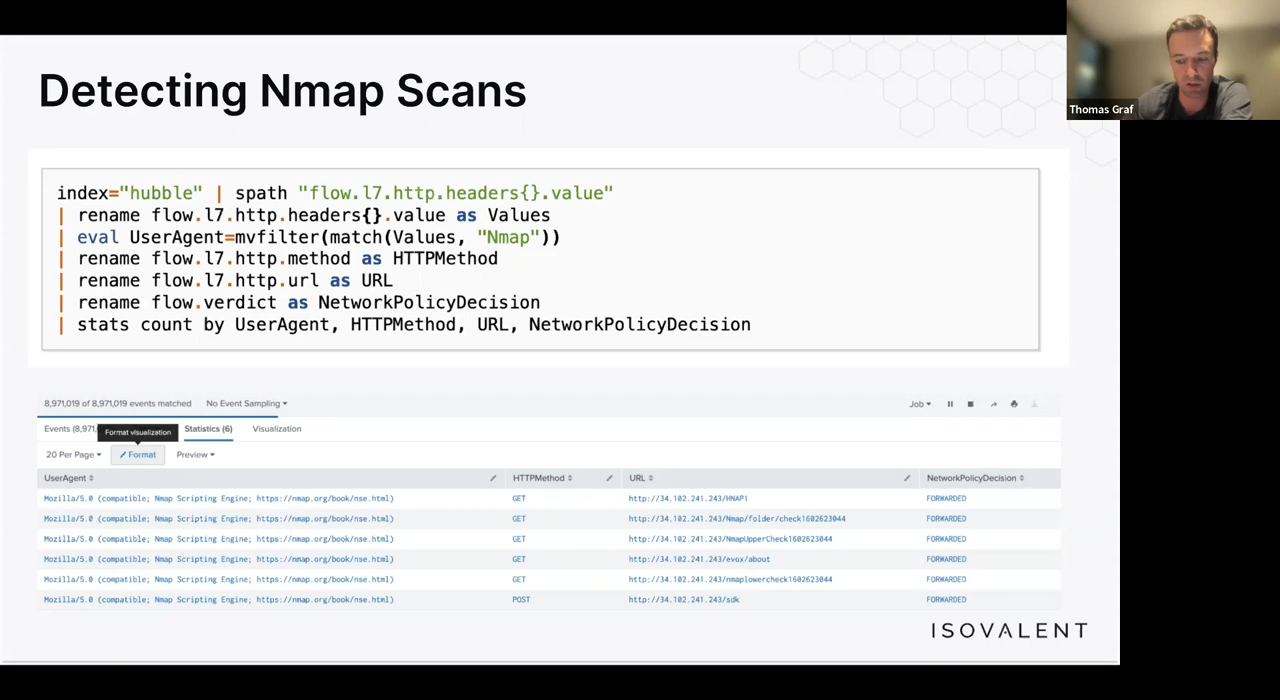 Detecting Nmap Scans
Thomas Graf
index="hubble" | spath "flow.l7.http.headers{}.value"
| rename flow.l7.http.headers{}.value as Values
| eval UserAgent=mvfilter(match(Values, "Nmap"))
| rename flow.l7.http.method as HTTPMethod
| rename flow.l7.http.url as URL
| rename flow.verdict as NetworkPolicyDecision
| stats count by UserAgent, HTTPMethod, URL, NetworkPolicyDecision
8,971,019 of 8,971,019 events matched No Event Sampling Job
Events (8,971, Format visualization Statistics (6) Visualization
20 Per Page Format Preview
UserAgent HTTPMethod URL NetworkPolicyDecision
Mozilla/5.0 (compatible; Nmap Scripting Engine; https://nmap.org/book/nse.html) GET http://34.102.241.243/HNAP1 FORWARDED
Mozilla/5.0 (compatible; Nmap Scripting Engine; https://nmap.org/book/nse.html) GET http://34.102.241.243/Nmap/folder/check1602623044 FORWARDED
Mozilla/5.0 (compatible; Nmap Scripting Engine; https://nmap.org/book/nse.html) GET http://34.102.241.243/NmapUpperCheck1602623044 FORWARDED
Mozilla/5.0 (compatible; Nmap Scripting Engine; https://nmap.org/book/nse.html) GET http://34.102.241.243/evox/about FORWARDED
Mozilla/5.0 (compatible; Nmap Scripting Engine; https://nmap.org/book/nse.html) GET http://34.102.241.243/nmaplowercheck1602623044 FORWARDED
Mozilla/5.0 (compatible; Nmap Scripting Engine; https://nmap.org/book/nse.html) POST http://34.102.241.243/sdk FORWARDED
ISOVALENT